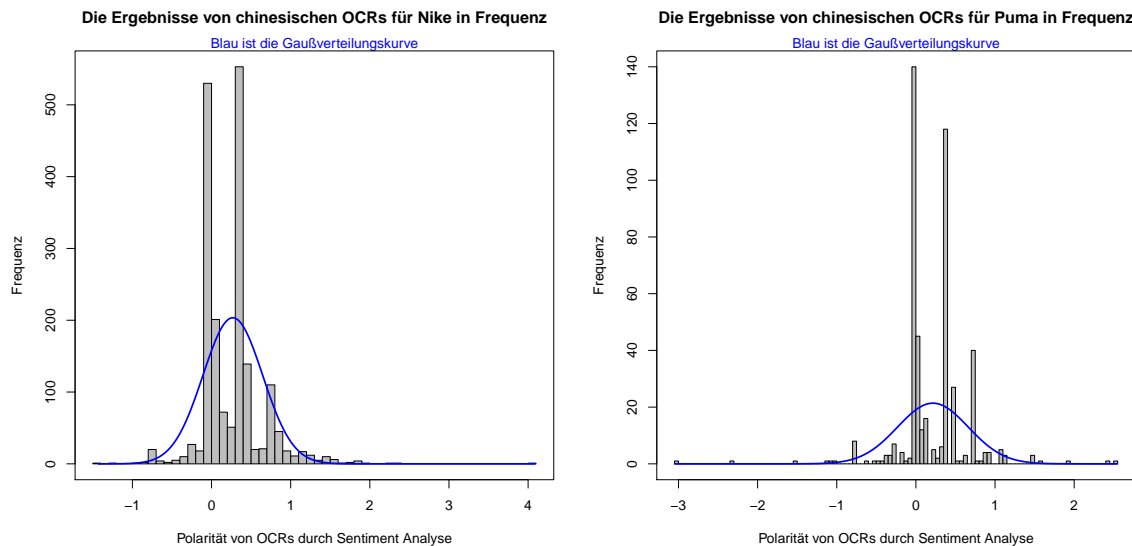 Die Ergebnisse von chinesischen OCRs für Nike in Frequenz
Blau ist die Gaußverteilungskurve
Frequenz
500
400
300
200
100
0
−1 0 1 2 3 4
Polarität von OCRs durch Sentiment Analyse
Die Ergebnisse von chinesischen OCRs für Puma in Frequenz
Blau ist die Gaußverteilungskurve
Frequenz
140
120
100
80
60
40
20
0
−3 −2 −1 0 1 2
Polarität von OCRs durch Sentiment Analyse